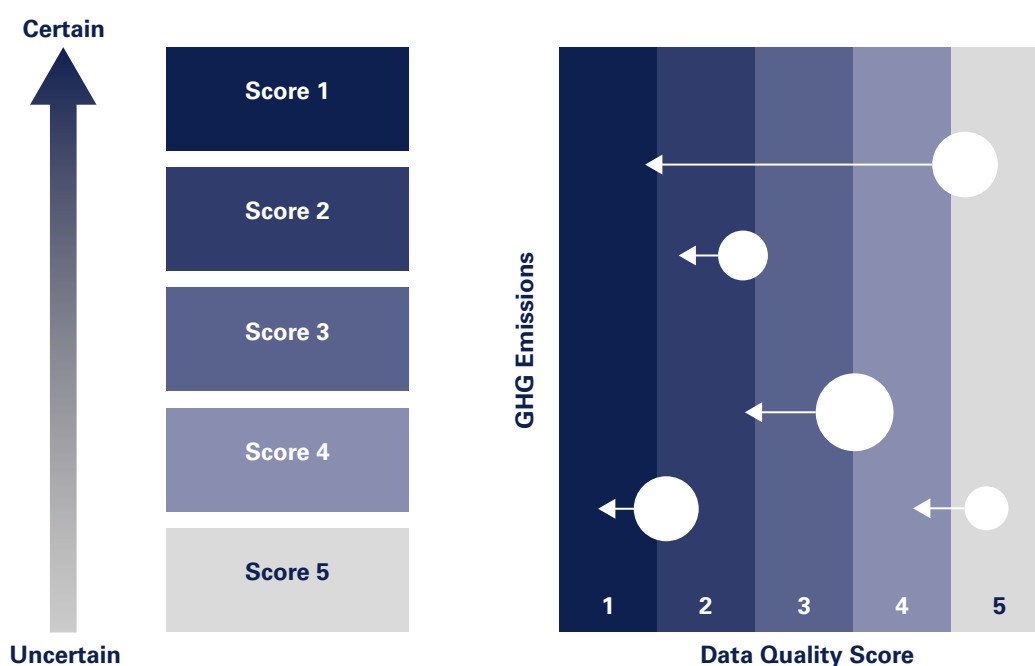 Certain
Score 1
Score 2
Score 3
Score 4
Score 5
Uncertain
GHG Emissions
1 2 3 4 5
Data Quality Score